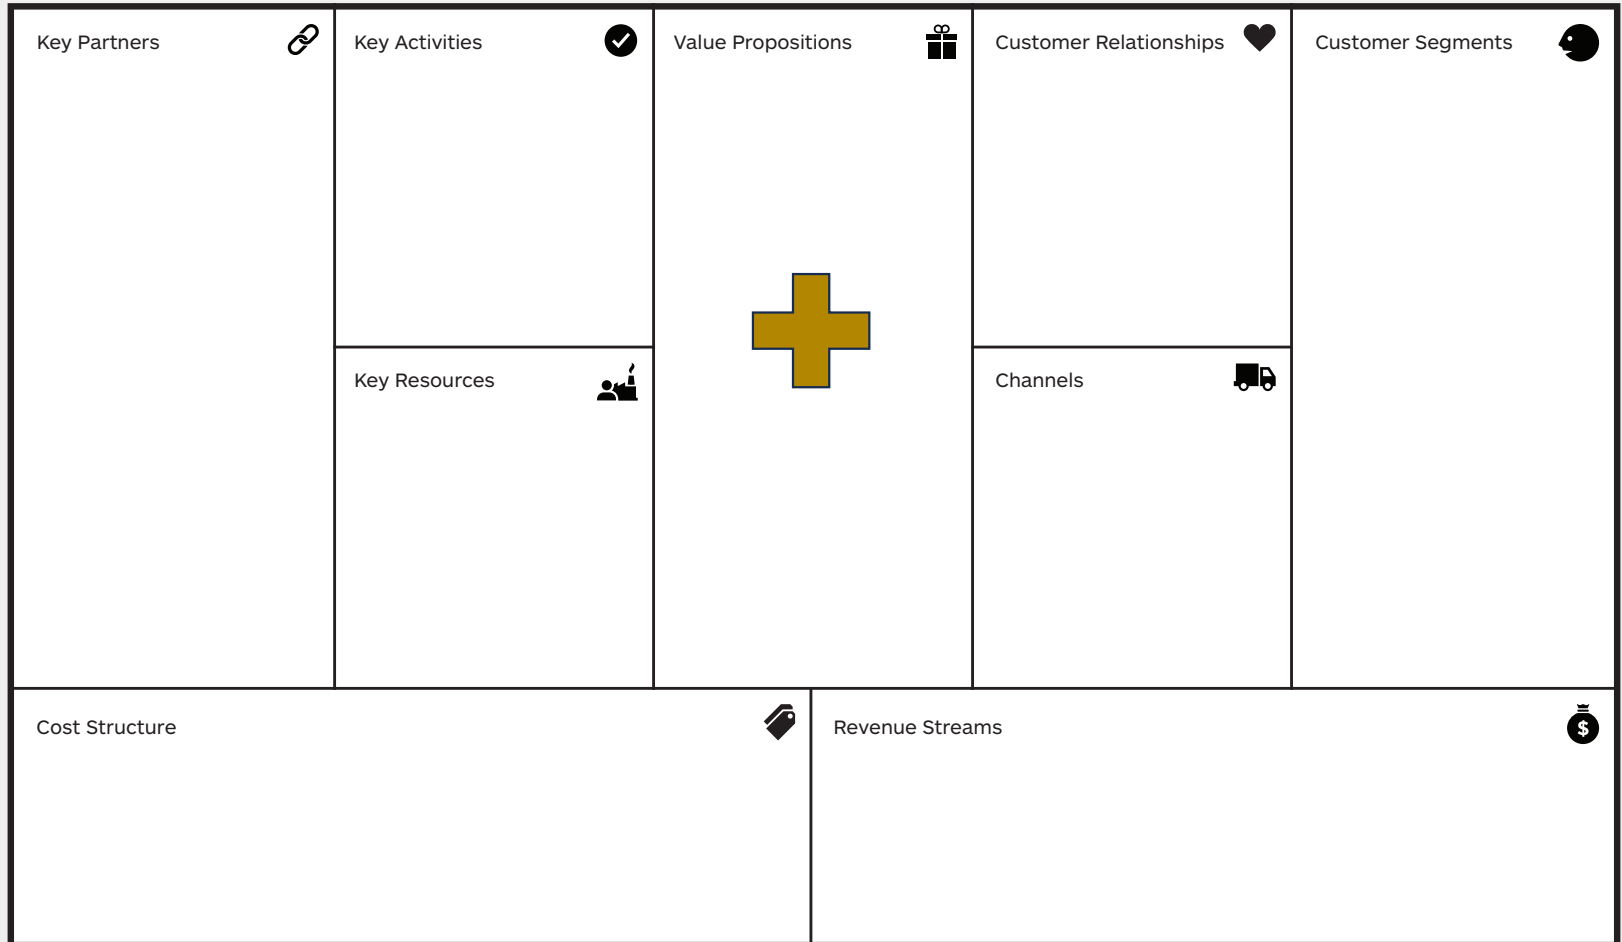 Key Partners
Key Activities
Value Propositions
Customer Relationships
Customer Segments
Key Resources
Channels
Cost Structure
Revenue Streams
$